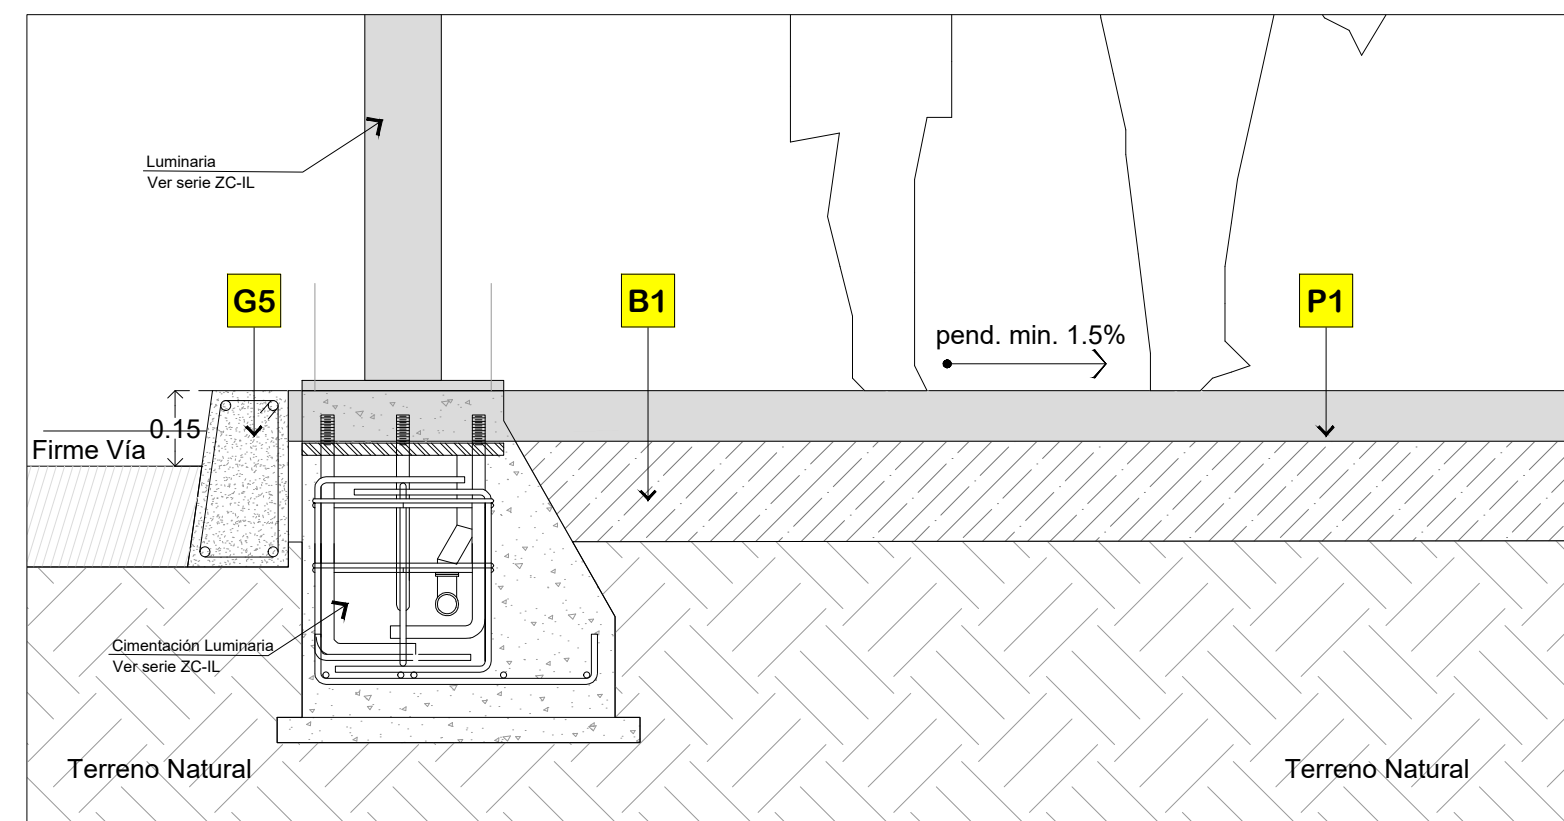 Luminaria
Ver serie ZC-IL
G5
B1
P1
pend. min. 1.5%
0.15
Firme Vía
Cimentación Luminaria
Ver serie ZC-IL
Terreno Natural
Terreno Natural